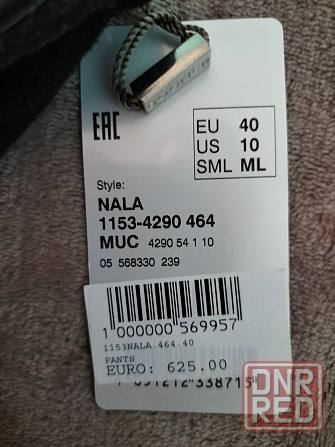 EAC
EU 40
US 10
SML ML
Style:
NALA
1153-4290 464
MUC 4290 54 1 10
05 568330 239
1 000000 569957
1153NALA.464.40
PANTS
EURO: 625.00
DNR
RED